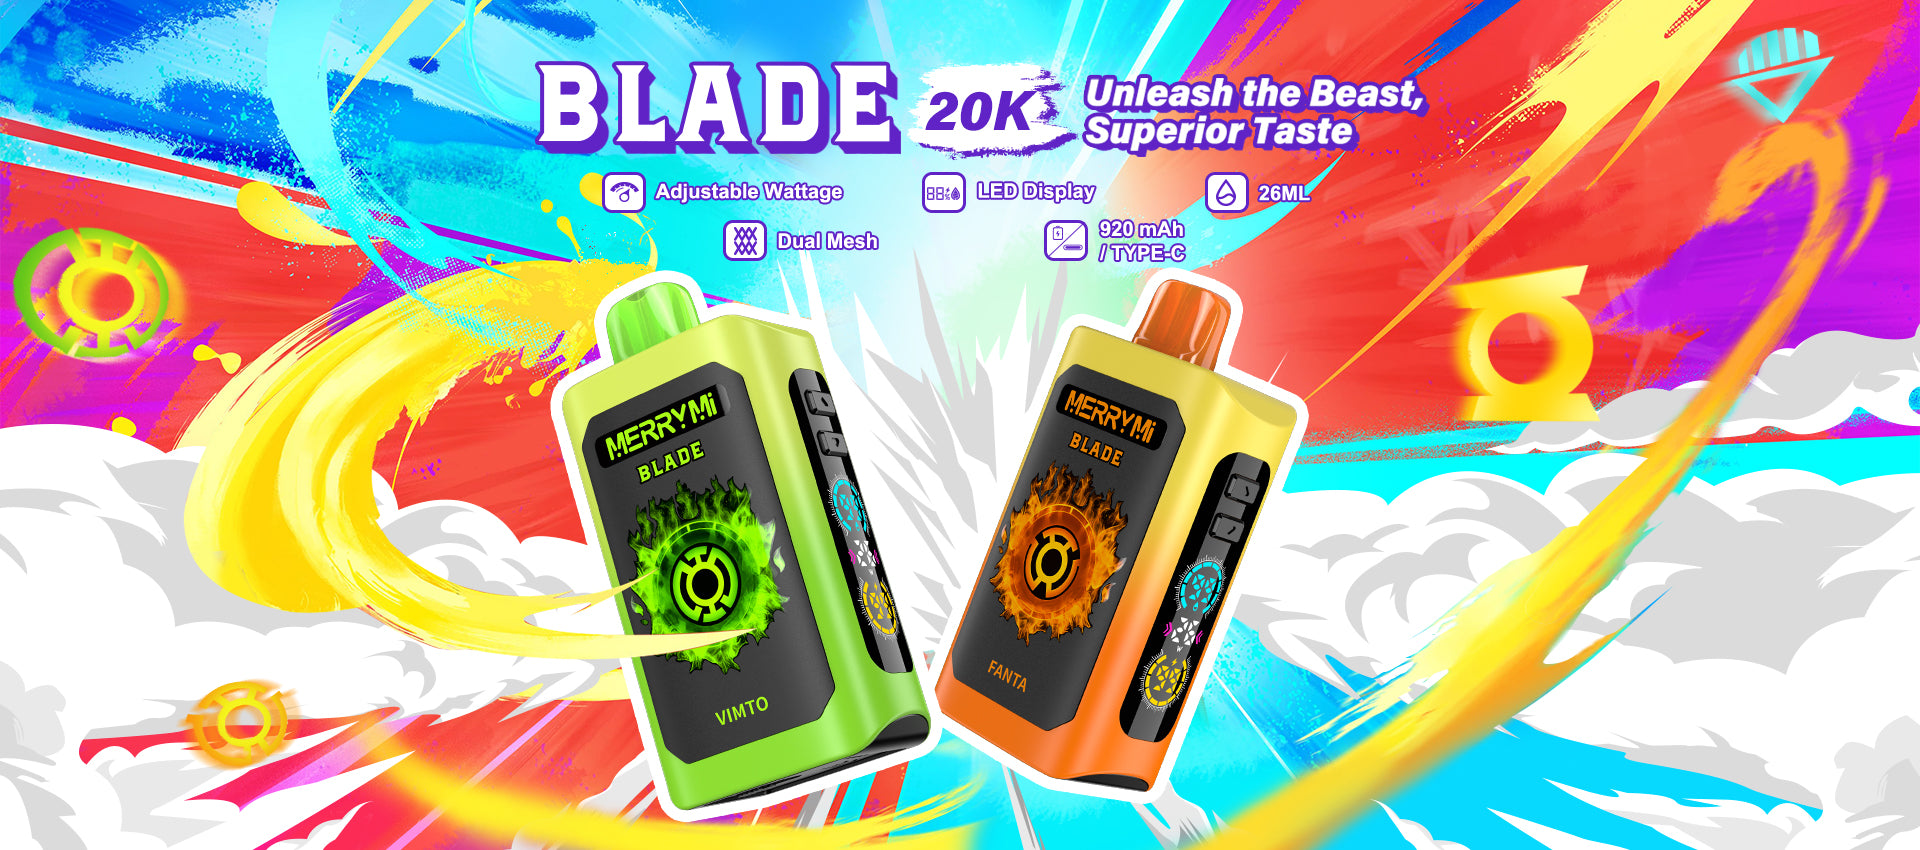 BLADE
20K
Unleash the Beast,
Superior Taste
Adjustable Wattage
LED Display
26ML
Dual Mesh
920 mAh
/ TYPE-C
MERRYMi
BLADE
VIMTO
MERRYMi
BLADE
FANTA